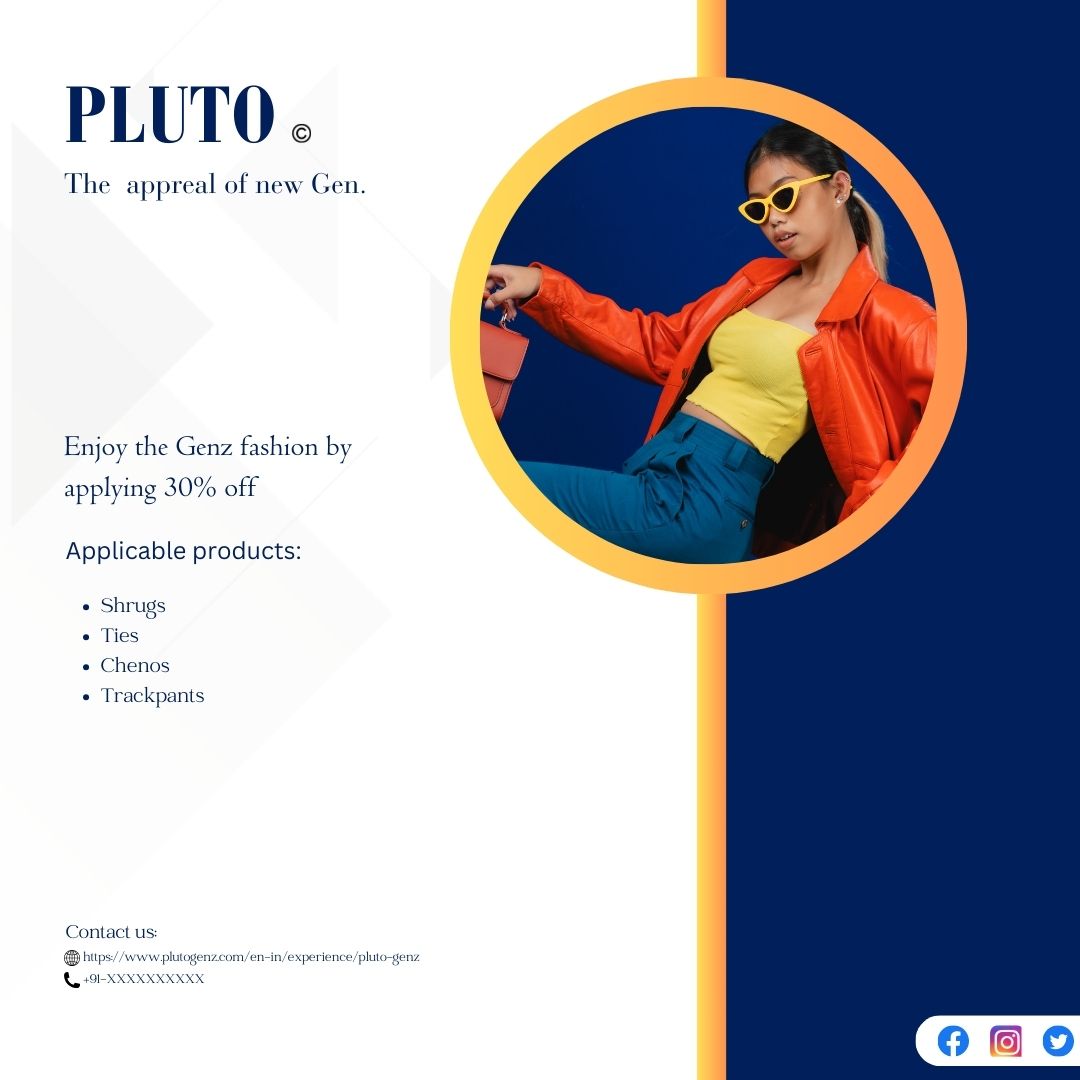 PLUTO ©
The appreal of new Gen.
Enjoy the Genz fashion by
applying 30% off
Applicable products:
• Shrugs
• Ties
• Chenos
• Trackpants
Contact us:
https://www.plutogenz.com/en-in/experience/pluto-genz
+91-XXXXXXXXXX